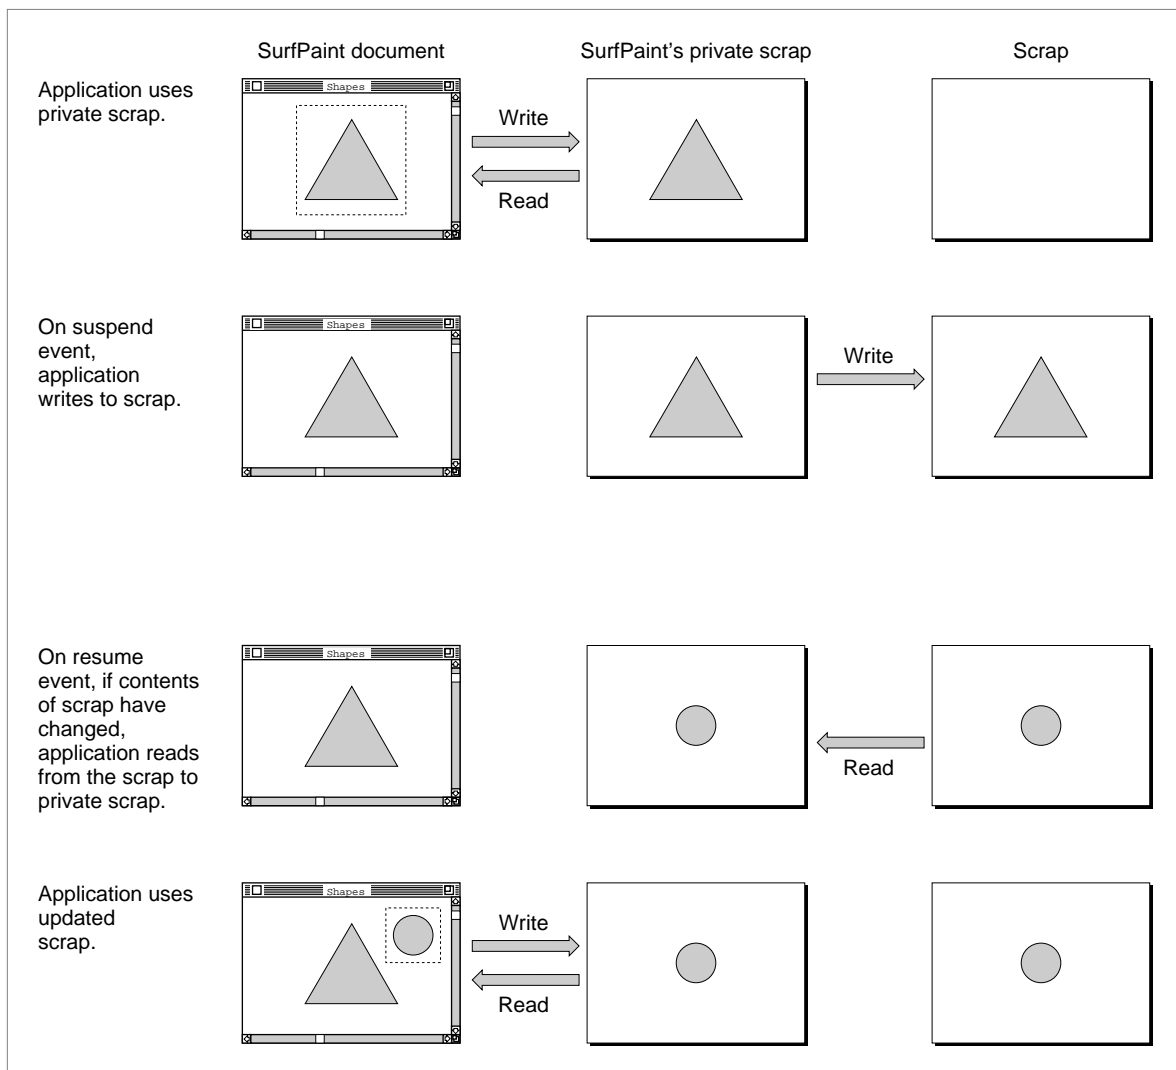 SurfPaint document
SurfPaint’s private scrap
Scrap
Application uses
private scrap.
Shapes
Write
Read
On suspend
event,
application
writes to scrap.
Shapes
Write
On resume
event, if contents
of scrap have
changed,
application reads
from the scrap to
private scrap.
Shapes
Read
Application uses
updated
scrap.
Shapes
Write
Read